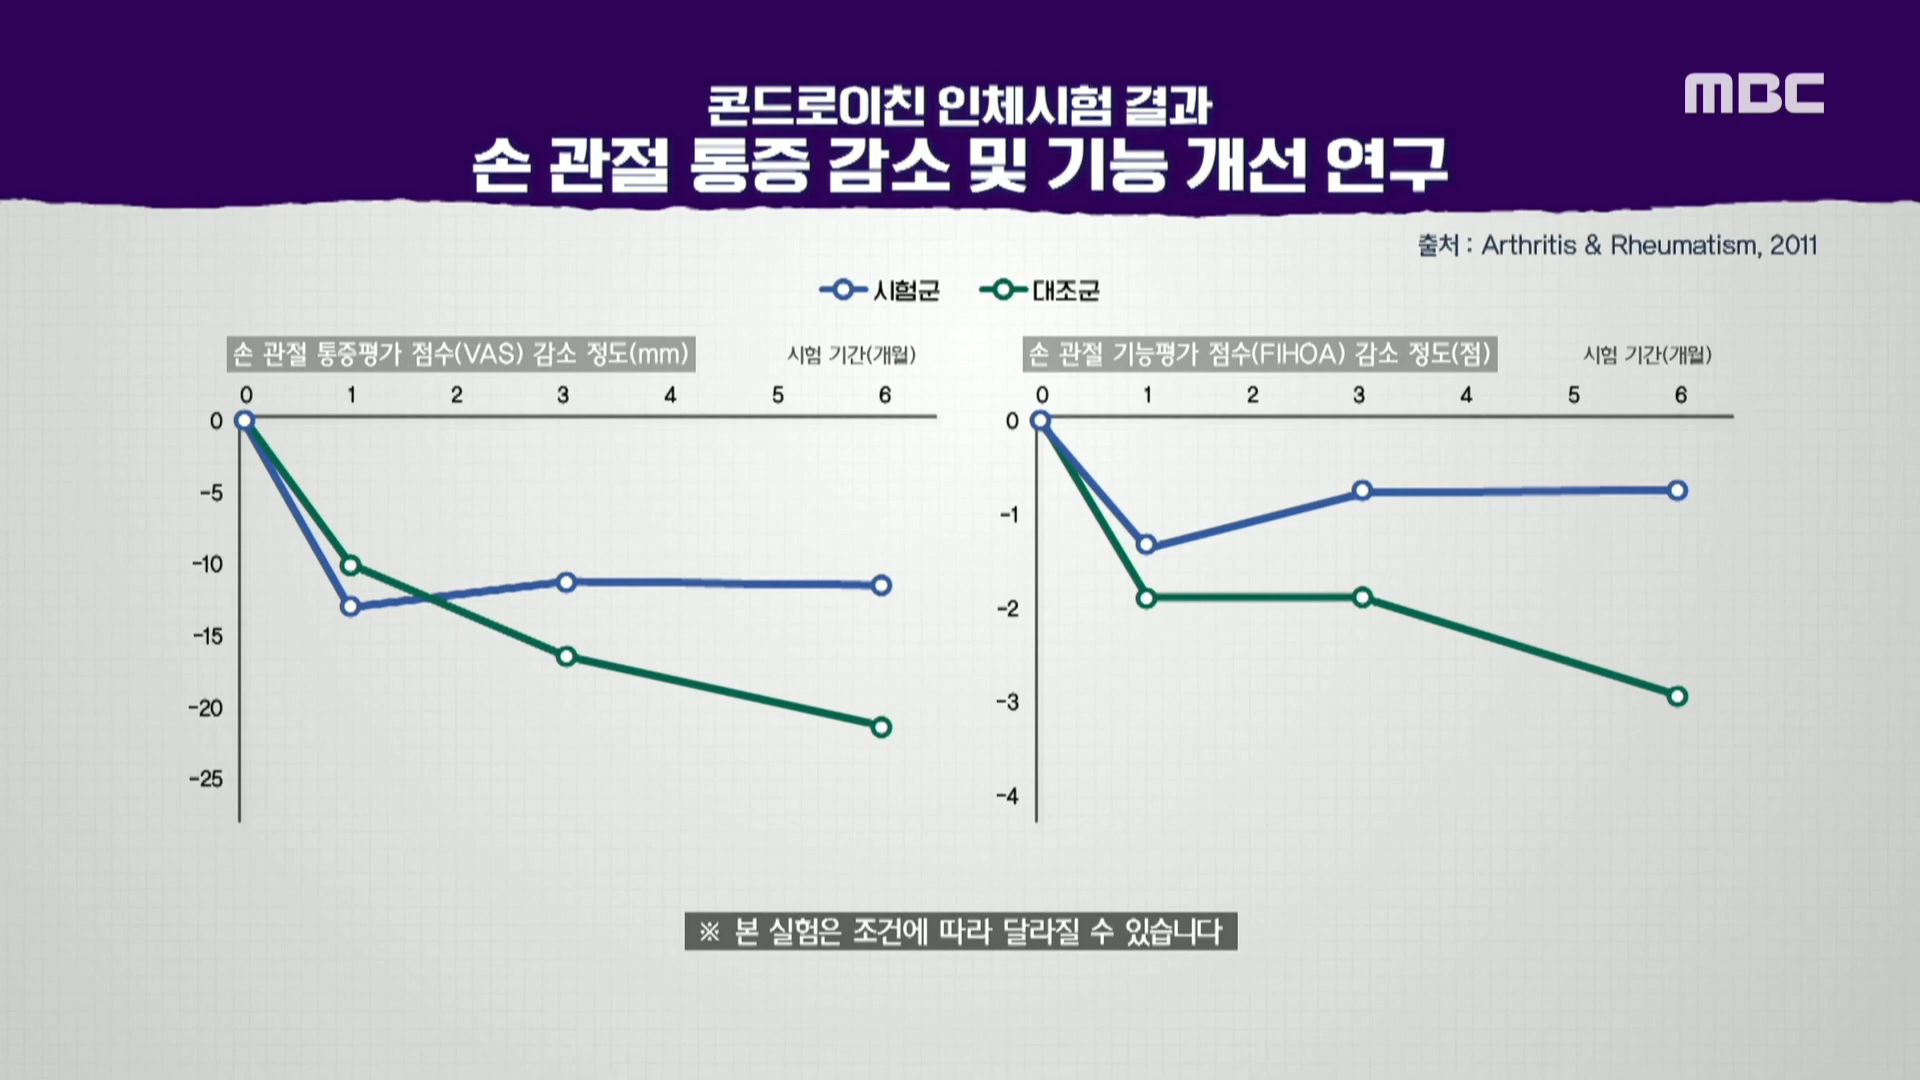 MBC
콘드로이친 인체시험 결과
손 관절 통증 감소 및 기능 개선 연구
출처 : Arthritis & Rheumatism, 2011
시험군 대조군
손 관절 통증평가 점수(VAS) 감소 정도(mm) 시험 기간(개월)
0 1 2 3 4 5 6
0
-5
-10
-15
-20
-25
손 관절 기능평가 점수(FIHOA) 감소 정도(점) 시험 기간(개월)
0 1 2 3 4 5 6
0
-1
-2
-3
-4
※ 본 실험은 조건에 따라 달라질 수 있습니다